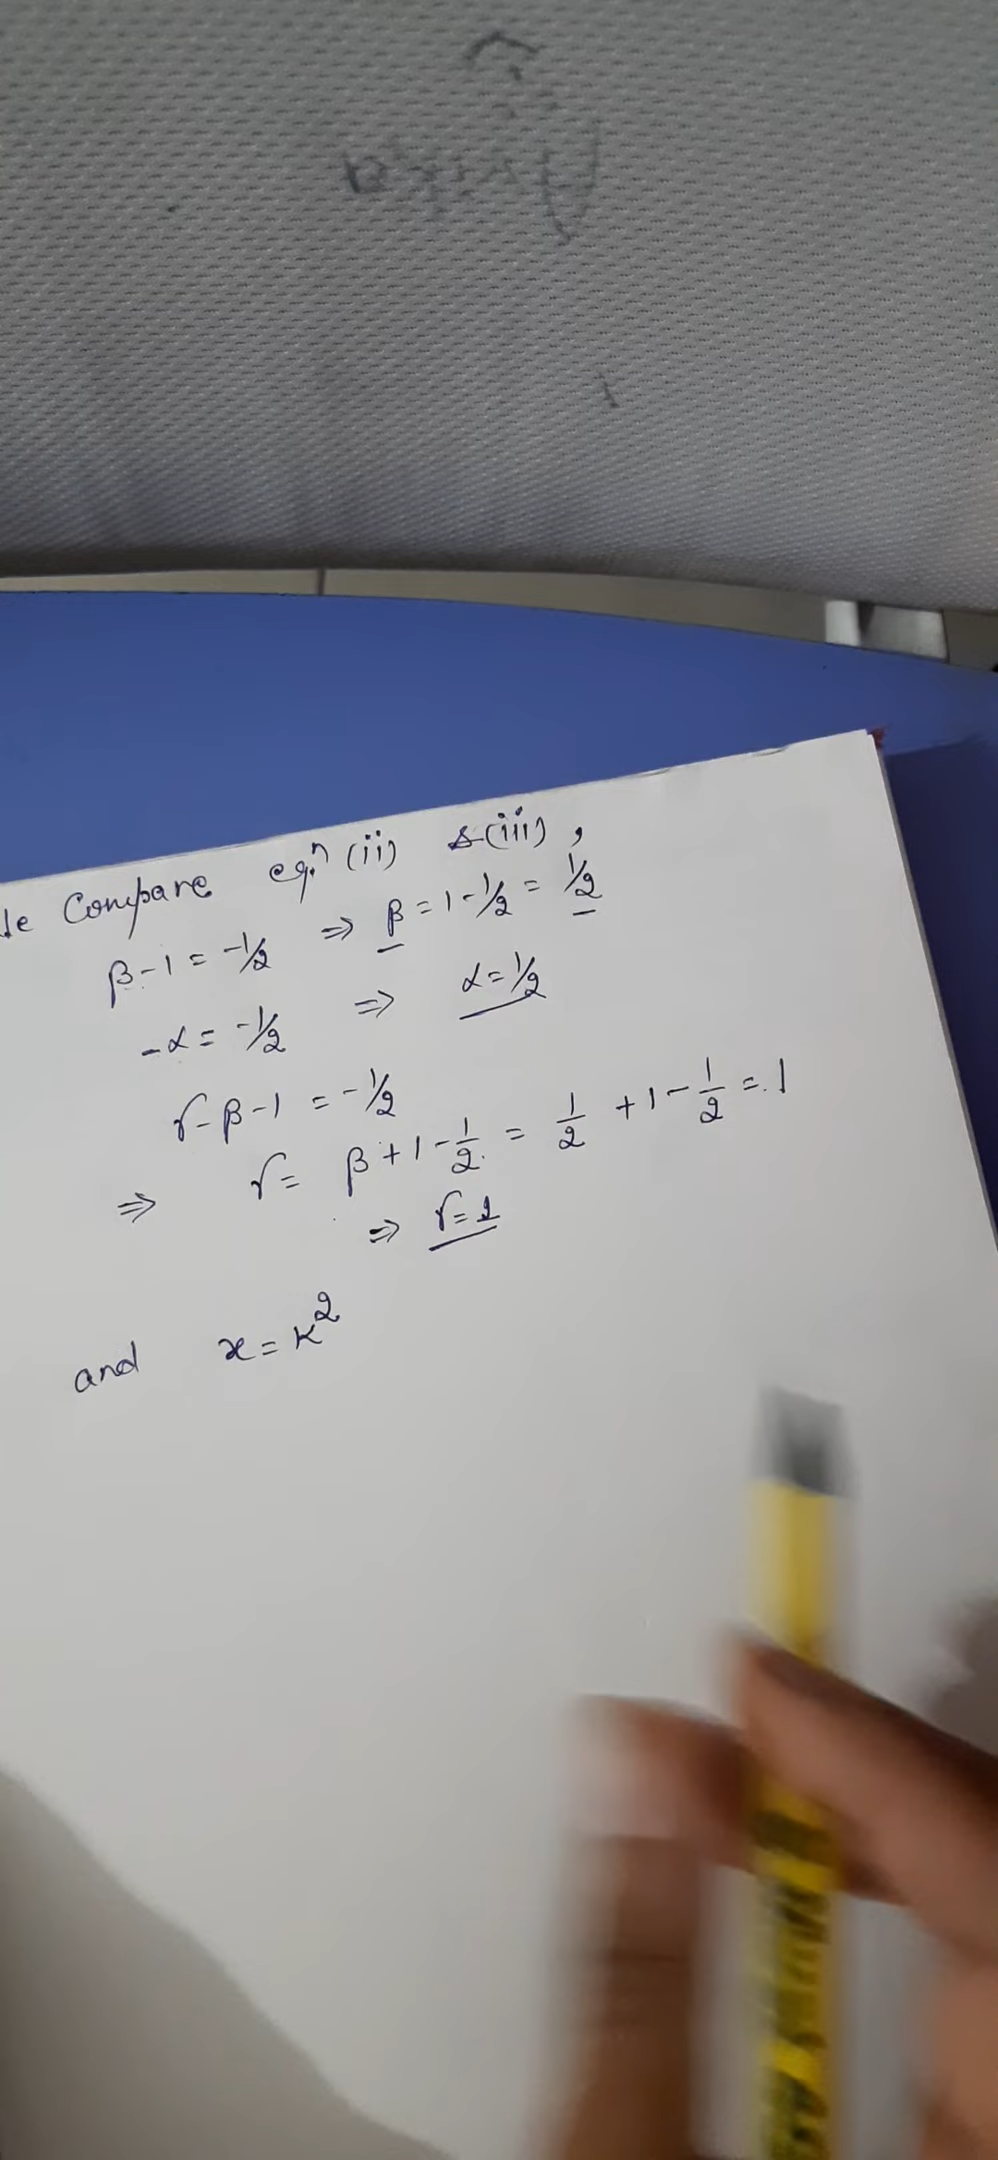 Compare eqⁿ (ii) & (iii),
β-1 = -1/2 ⇒ β = 1-1/2 = 1/2
-α = -1/2 ⇒ α = 1/2
γ-β-1 = -1/2
⇒ γ = β+1-1/2 = 1/2 +1-1/2 = 1
⇒ γ = 1
and x = k²